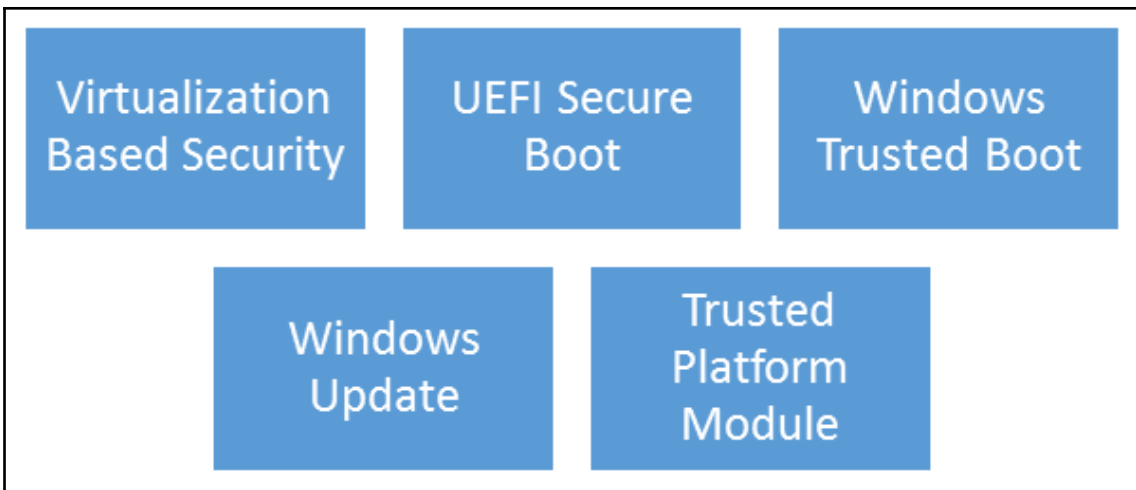 Virtualization
Based Security
UEFI Secure
Boot
Windows
Trusted Boot
Windows
Update
Trusted
Platform
Module